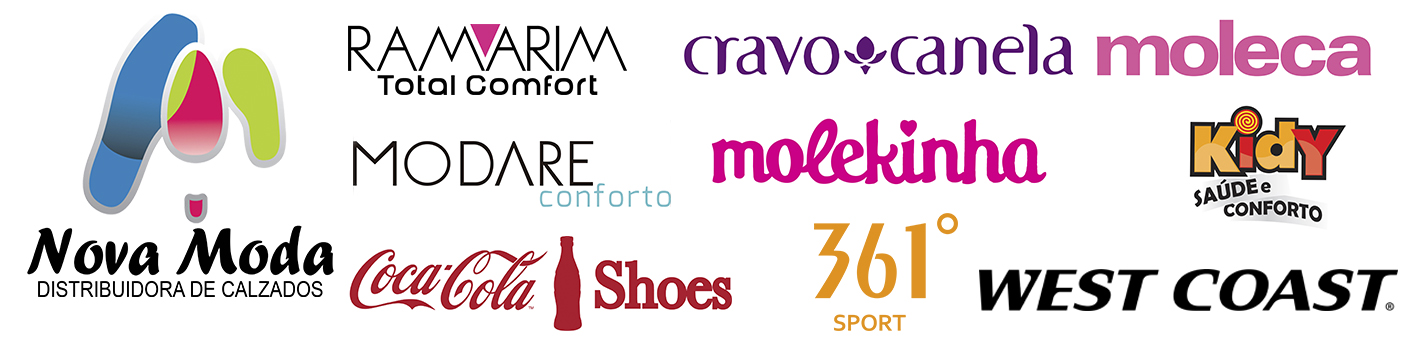 Nova Moda
DISTRIBUIDORA DE CALZADOS
RAMARIM
Total Comfort
cravo canela
moleca
MODARE
conforto
molekinha
KidY
SAÚDE e
CONFORTO
Coca-Cola Shoes
361°
SPORT
WEST COAST®